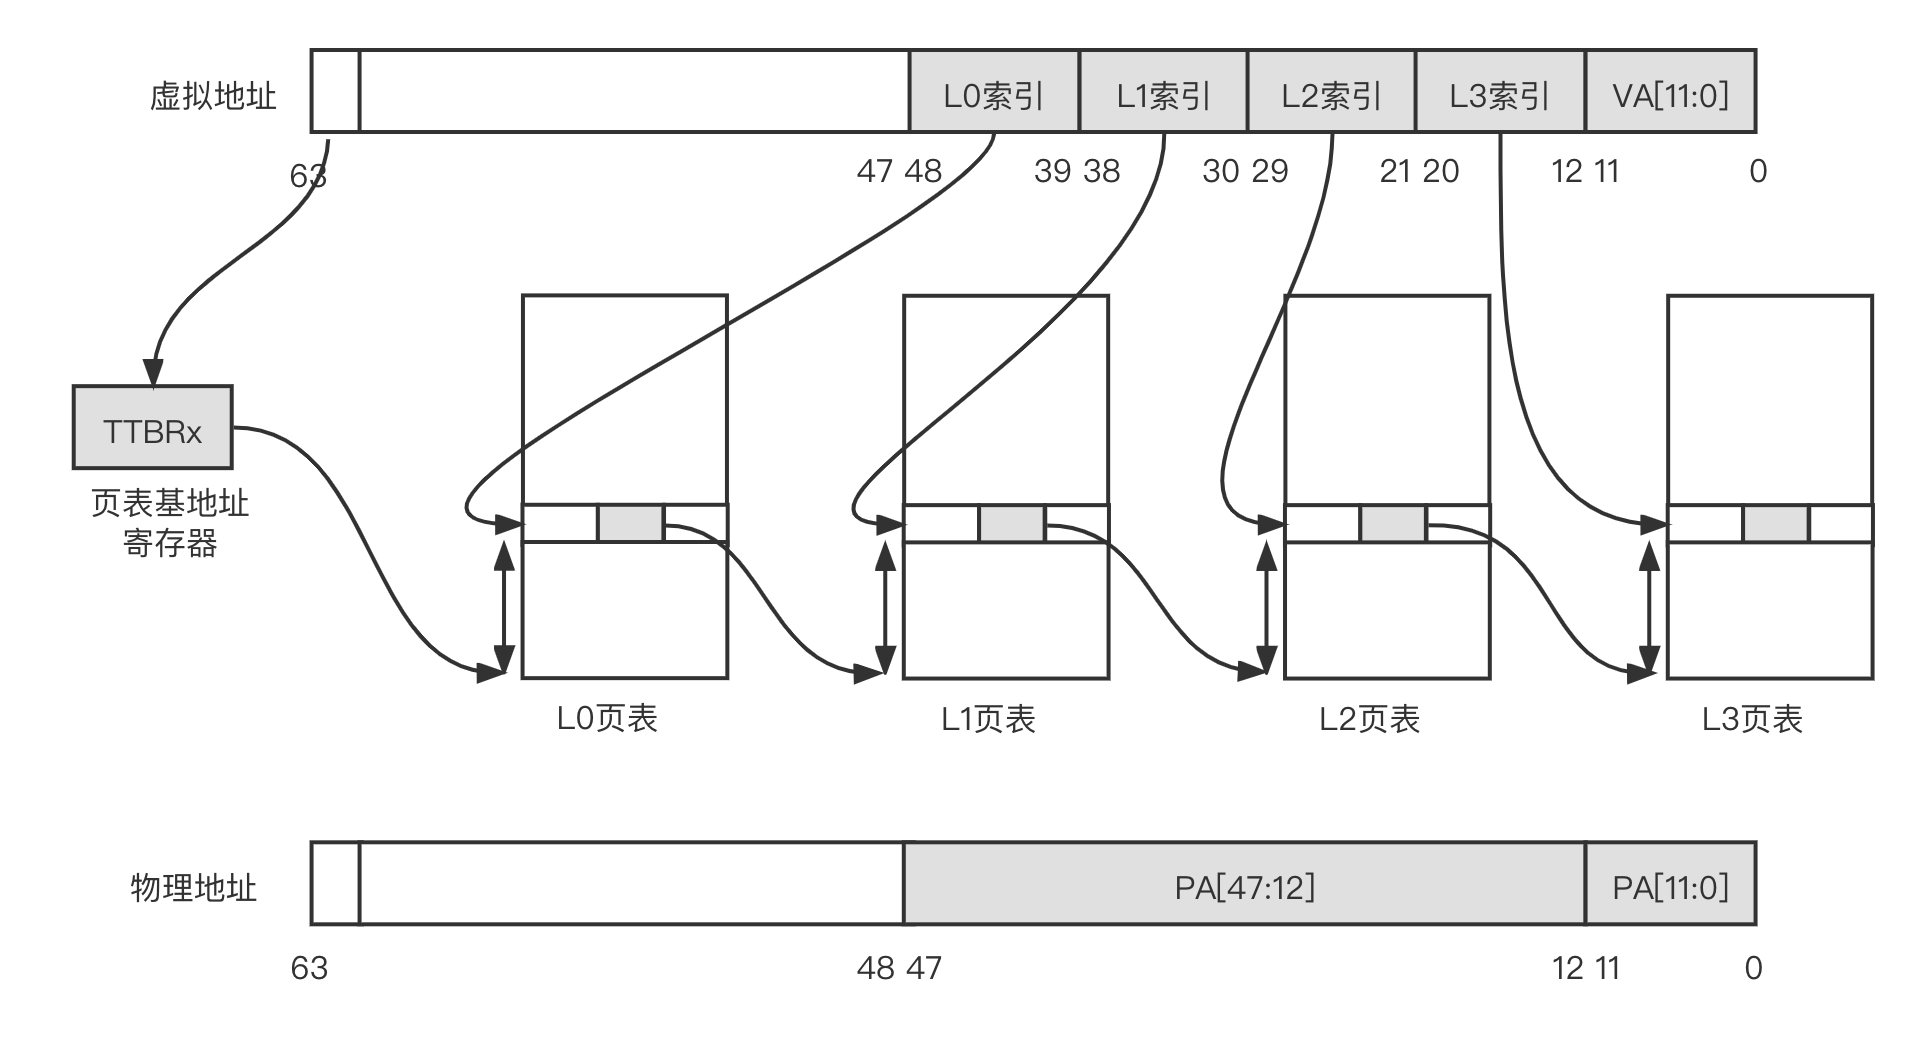 虚拟地址
L0索引 L1索引 L2索引 L3索引 VA[11:0]
63 47 48 39 38 30 29 21 20 12 11 0
TTBRx
页表基地址
寄存器
L0页表 L1页表 L2页表 L3页表
物理地址
PA[47:12] PA[11:0]
63 48 47 12 11 0